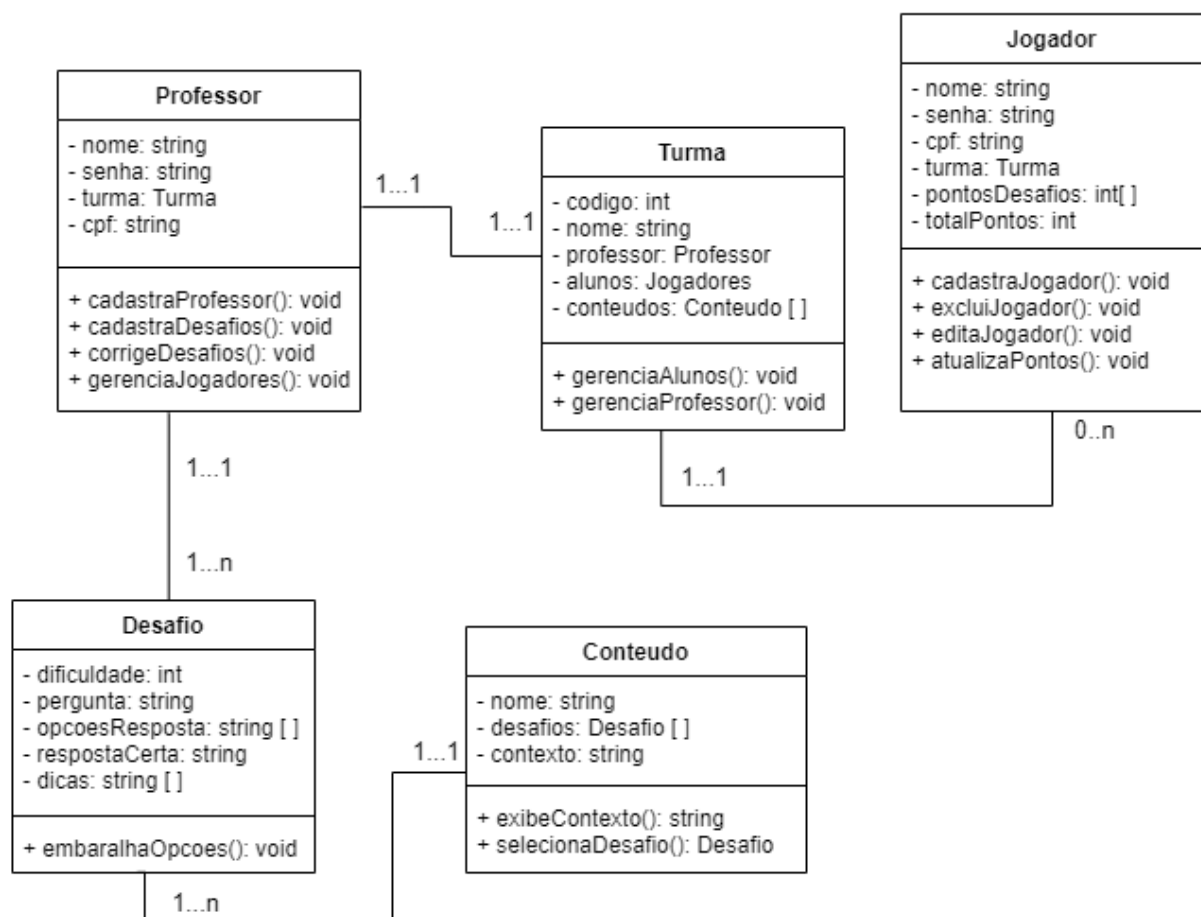 Professor
- nome: string
- senha: string
- turma: Turma
- cpf: string
+ cadastraProfessor(): void
+ cadastraDesafios(): void
+ corrigeDesafios(): void
+ gerenciaJogadores(): void
1...1
1...1
Turma
- codigo: int
- nome: string
- professor: Professor
- alunos: Jogadores
- conteudos: Conteudo [ ]
+ gerenciaAlunos(): void
+ gerenciaProfessor(): void
Jogador
- nome: string
- senha: string
- cpf: string
- turma: Turma
- pontosDesafios: int[ ]
- totalPontos: int
+ cadastraJogador(): void
+ excluiJogador(): void
+ editaJogador(): void
+ atualizaPontos(): void
0..n
1...1
1...1
1...n
Desafio
- dificuldade: int
- pergunta: string
- opcoesResposta: string [ ]
- respostaCerta: string
- dicas: string [ ]
+ embaralhaOpcoes(): void
1...n
1...1
Conteudo
- nome: string
- desafios: Desafio [ ]
- contexto: string
+ exibeContexto(): string
+ selecionaDesafio(): Desafio